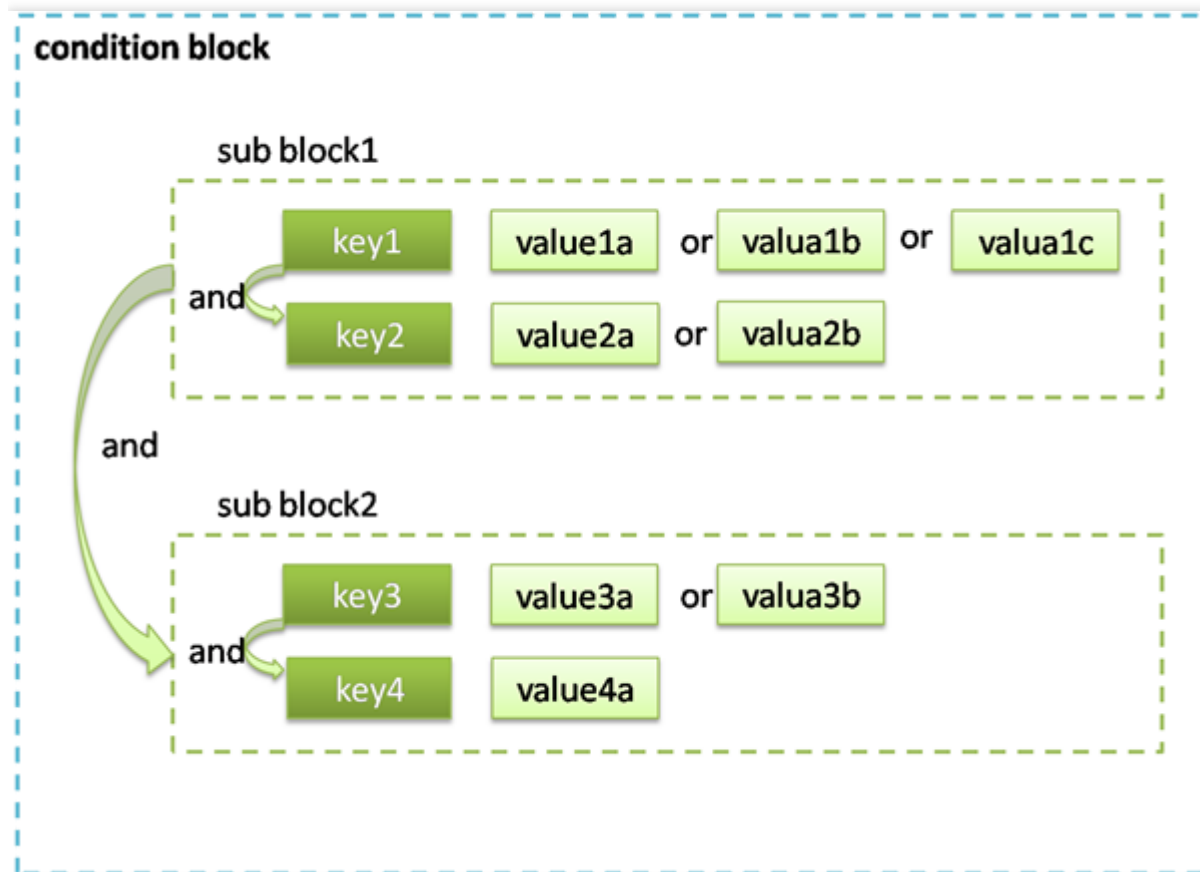 condition block
sub block1
key1 value1a or valua1b or valua1c
and
key2 value2a or valua2b
and
sub block2
key3 value3a or valua3b
and
key4 value4a